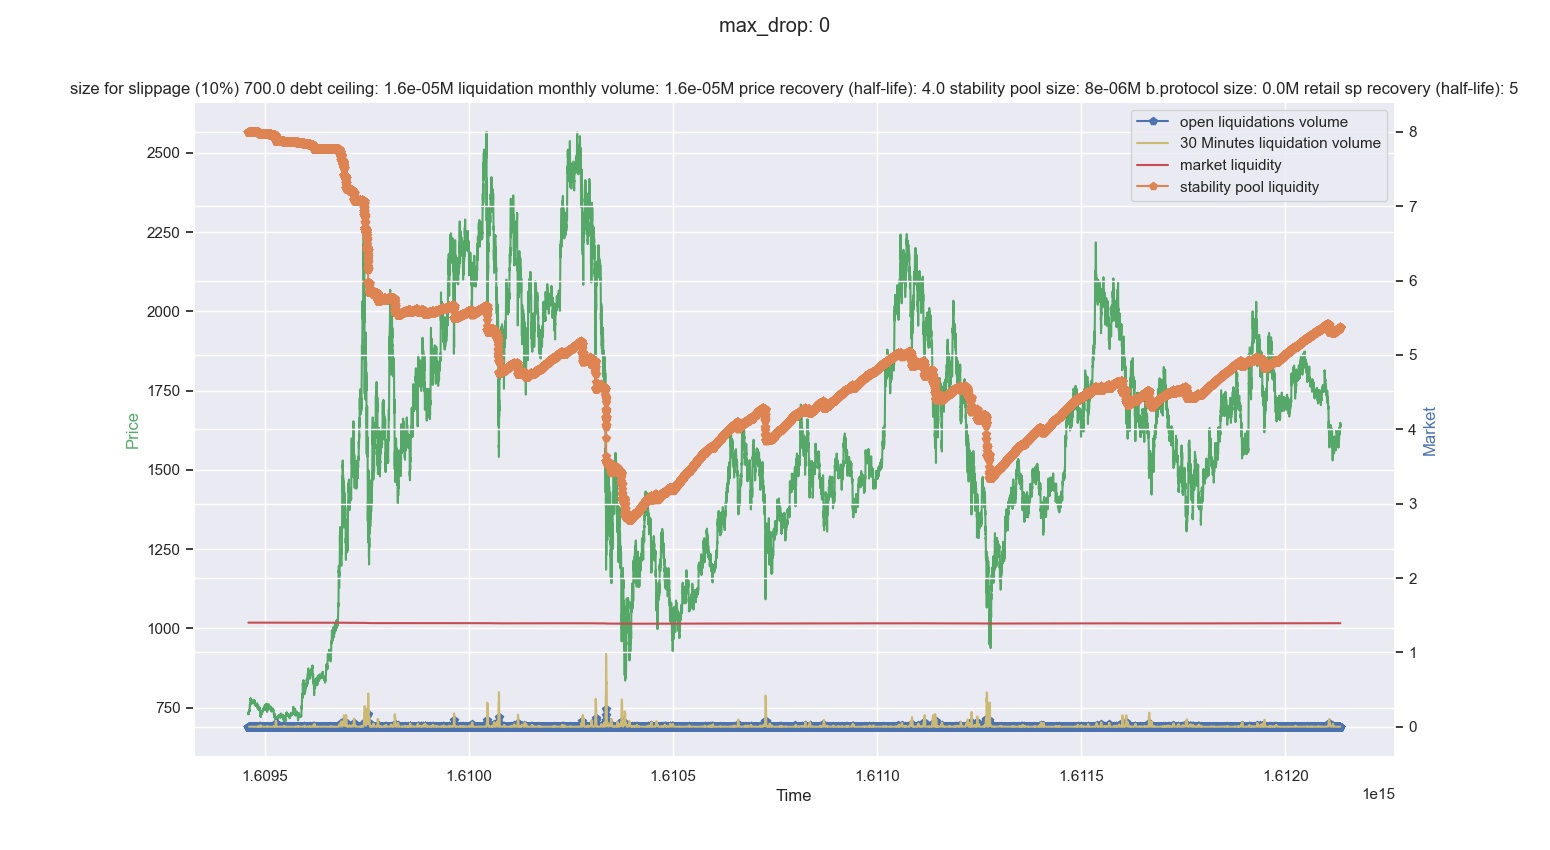 max_drop: 0
size for slippage (10%) 700.0 debt ceiling: 1.6e-05M liquidation monthly volume: 1.6e-05M price recovery (half-life): 4.0 stability pool size: 8e-06M b.protocol size: 0.0M retail sp recovery (half-life): 5
open liquidations volume
30 Minutes liquidation volume
market liquidity
stability pool liquidity
2500
2250
2000
1750
1500
1250
1000
750
Price
8
7
6
5
4
3
2
1
0
Market
1.6095 1.6100 1.6105 1.6110 1.6115 1.6120
1e15
Time